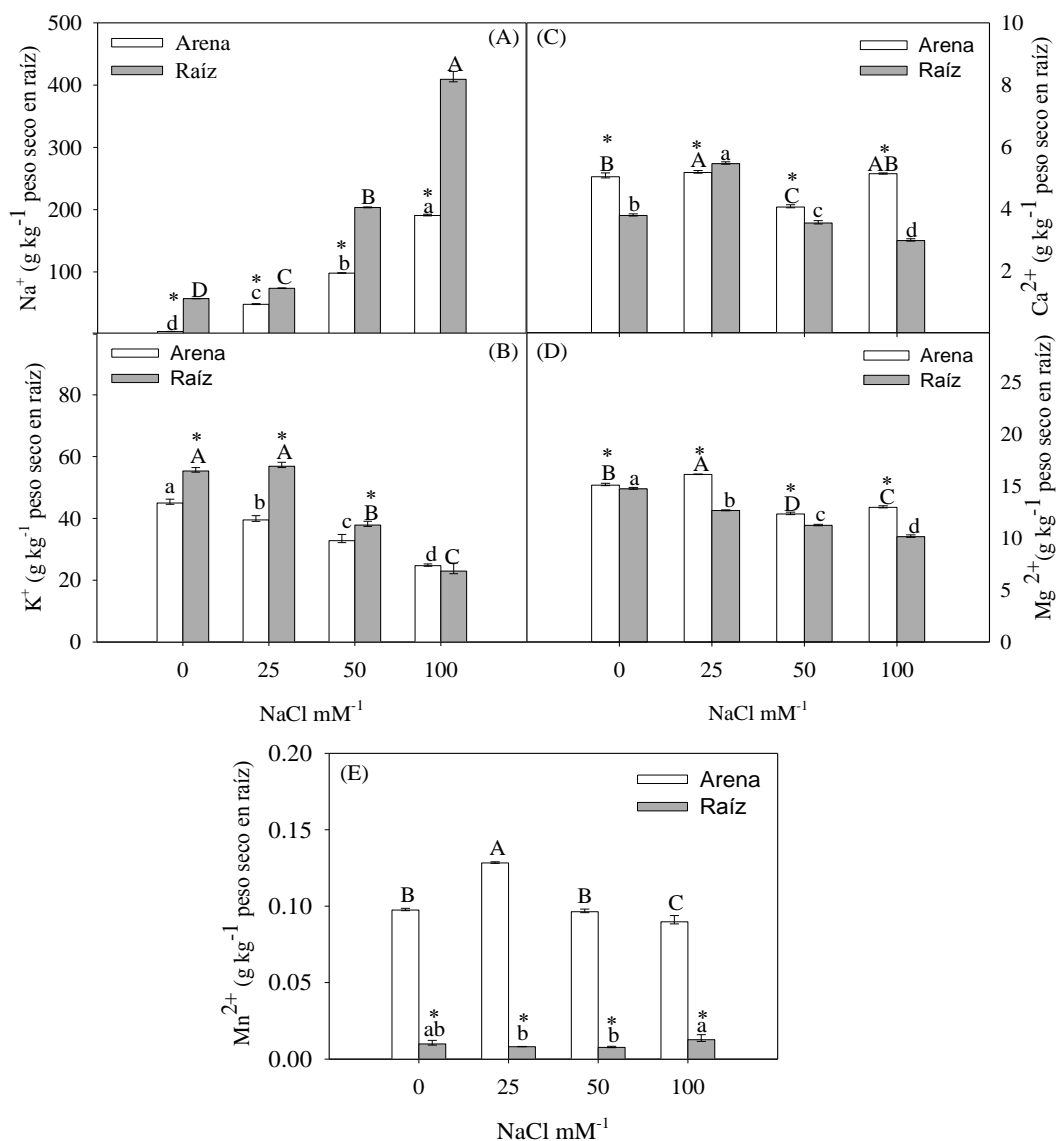 (A)
Arena
Raíz
500
400
300
200
100
Na+ (g kg-1 peso seco en raíz)
* D
d
* C
c
* B
b
* A
a
(C)
Arena
Raíz
10
8
6
4
2
Ca2+ (g kg-1 peso seco en raíz)
* B
b
* A
a
* C
c
* AB
d
(B)
Arena
Raíz
80
60
40
20
0
K+ (g kg-1 peso seco en raíz)
a
* A
b
* A
c
* B
d
C
0 25 50 100
NaCl mM-1
(D)
Arena
Raíz
25
20
15
10
5
0
Mg2+ (g kg-1 peso seco en raíz)
* B
a
* A
b
* D
c
* C
d
0 25 50 100
NaCl mM-1
(E)
Arena
Raíz
0.20
0.15
0.10
0.05
0.00
Mn2+ (g kg-1 peso seco en raíz)
B
* ab
A
* b
B
* b
C
* a
0 25 50 100
NaCl mM-1